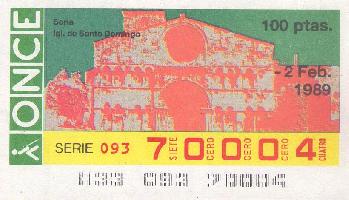 ONCE
Soria
Igl. de Santo Domingo
100 ptas.
- 2 Feb.
1989
SERIE 093
7 SIETE 0 CERO 0 CERO 0 CERO 4 CUATRO
093 70004